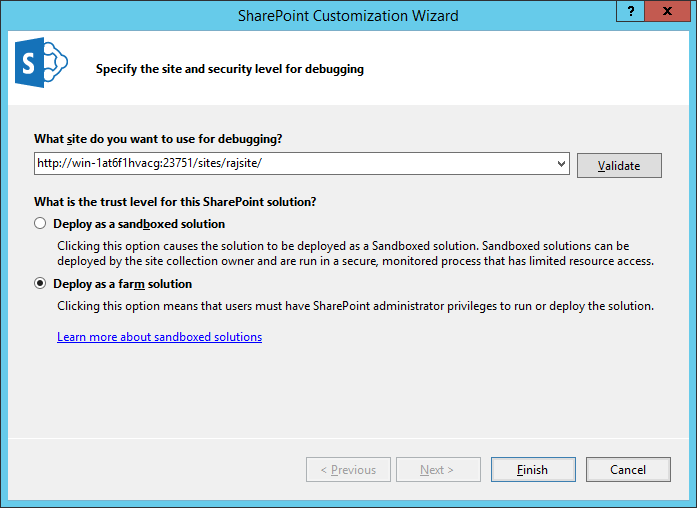 SharePoint Customization Wizard
?
S
Specify the site and security level for debugging
What site do you want to use for debugging?
http://win-1at6f1hvacg:23751/sites/rajsite/
Validate
What is the trust level for this SharePoint solution?
Deploy as a sandboxed solution
Clicking this option causes the solution to be deployed as a Sandboxed solution. Sandboxed solutions can be
deployed by the site collection owner and are run in a secure, monitored process that has limited resource access.
Deploy as a farm solution
Clicking this option means that users must have SharePoint administrator privileges to run or deploy the solution.
Learn more about sandboxed solutions
< Previous
Next >
Finish
Cancel